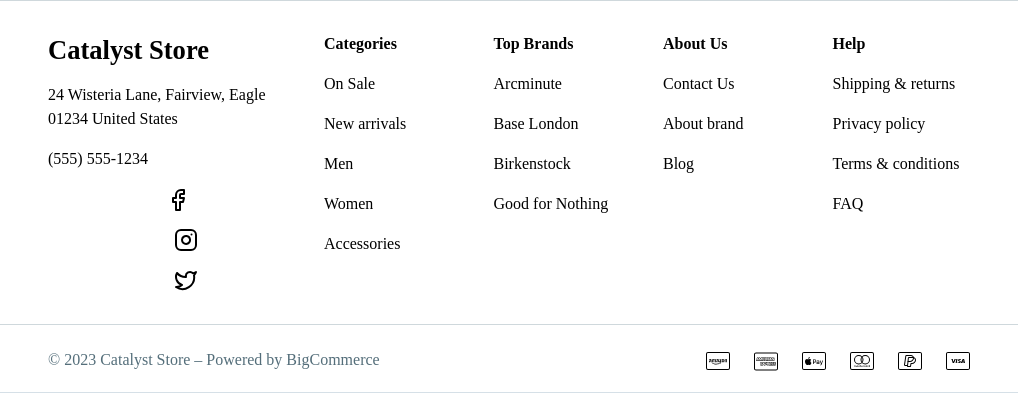 Catalyst Store
24 Wisteria Lane, Fairview, Eagle
01234 United States
(555) 555-1234
Categories
On Sale
New arrivals
Men
Women
Accessories
Top Brands
Arcminute
Base London
Birkenstock
Good for Nothing
About Us
Contact Us
About brand
Blog
Help
Shipping & returns
Privacy policy
Terms & conditions
FAQ
© 2023 Catalyst Store – Powered by BigCommerce
amazon
Pay
VISA